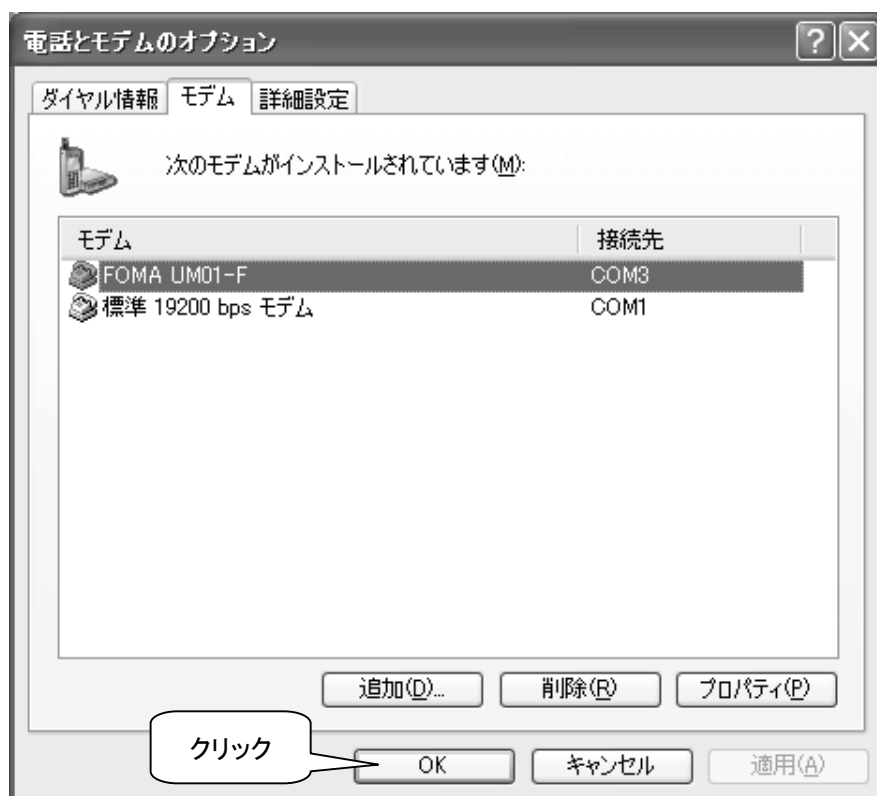 電話とモデムのオプション
ダイヤル情報 モデム 詳細設定
次のモデムがインストールされています(M):
モデム 接続先
FOMA UM01-F COM3
標準 19200 bps モデム COM1
追加(D)... 削除(R) プロパティ(P)
クリック
OK キャンセル 適用(A)